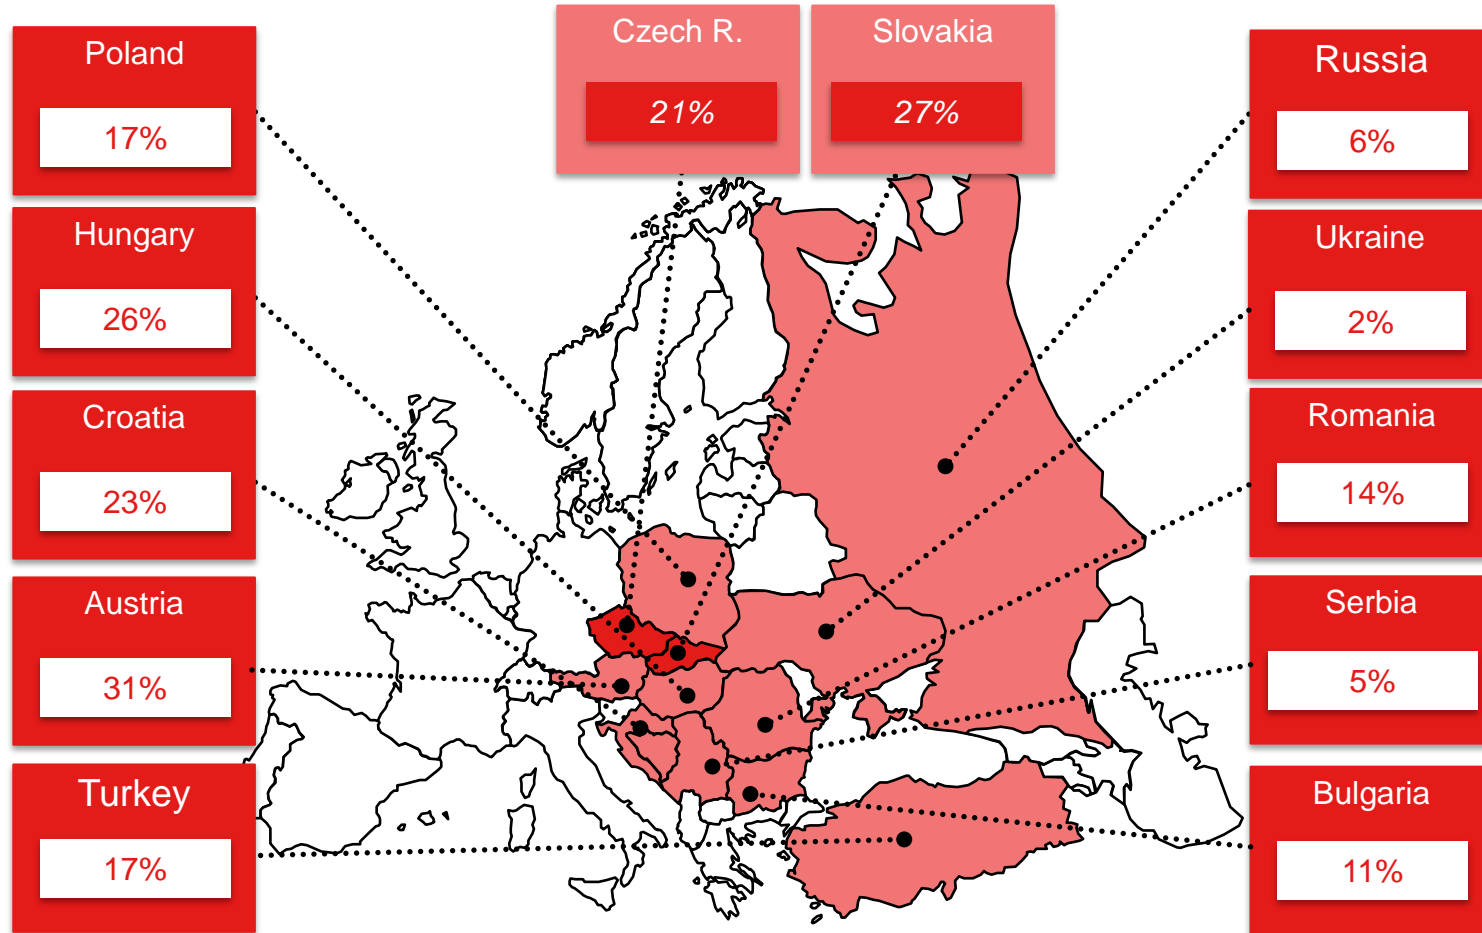 Poland
17%
Hungary
26%
Croatia
23%
Austria
31%
Turkey
17%
Czech R.
21%
Slovakia
27%
Russia
6%
Ukraine
2%
Romania
14%
Serbia
5%
Bulgaria
11%